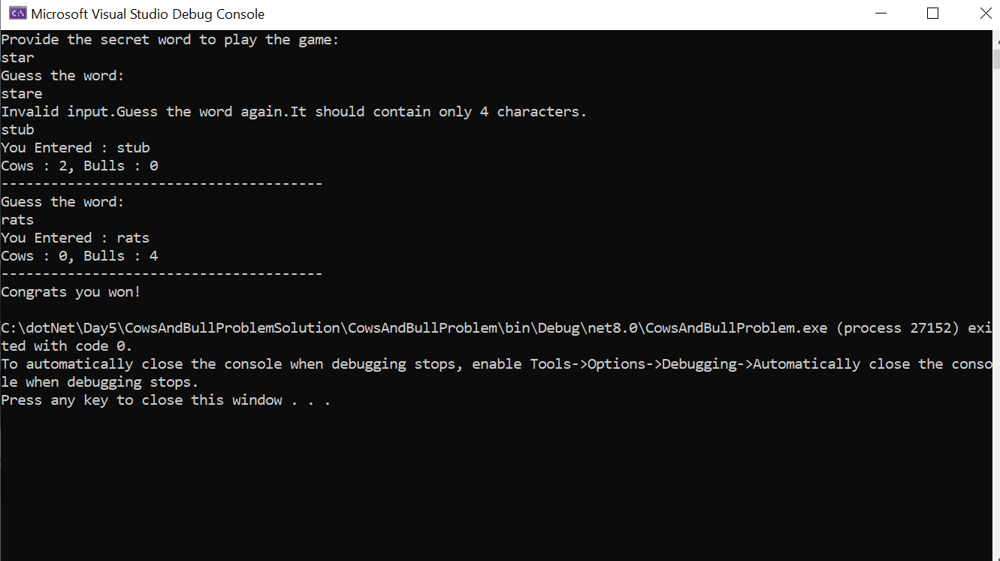 Microsoft Visual Studio Debug Console
Provide the secret word to play the game:
star
Guess the word:
stare
Invalid input.Guess the word again.It should contain only 4 characters.
stub
You Entered : stub
Cows : 2, Bulls : 0
---------------------------------------
Guess the word:
rats
You Entered : rats
Cows : 0, Bulls : 4
---------------------------------------
Congrats you won!
C:\dotNet\Day5\CowsAndBullProblemSolution\CowsAndBullProblem\bin\Debug\net8.0\CowsAndBullProblem.exe (process 27152) exi
ted with code 0.
To automatically close the console when debugging stops, enable Tools->Options->Debugging->Automatically close the conso
le when debugging stops.
Press any key to close this window . . .